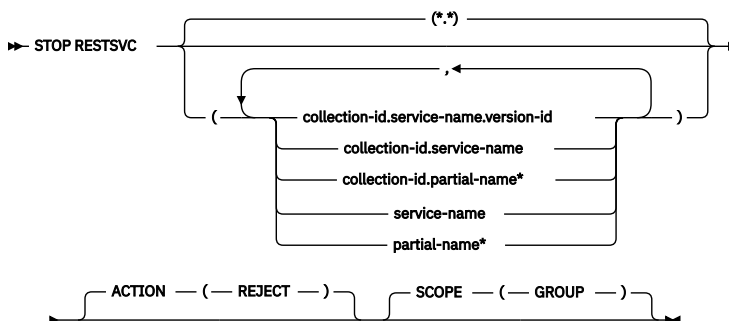 (*.*)
STOP RESTSVC
,
( collection-id.service-name.version-id )
collection-id.service-name
collection-id.partial-name*
service-name
partial-name*
ACTION ( REJECT ) SCOPE ( GROUP )